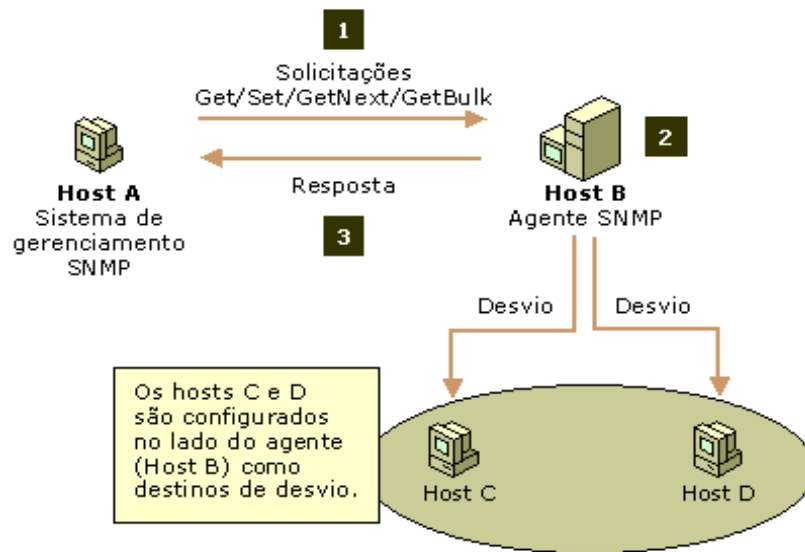 1
Solicitações
Get/Set/GetNext/GetBulk
2
Host A
Sistema de
gerenciamento
SNMP
Resposta
3
Host B
Agente SNMP
Desvio
Desvio
Os hosts C e D
são configurados
no lado do agente
(Host B) como
destinos de desvio.
Host C
Host D